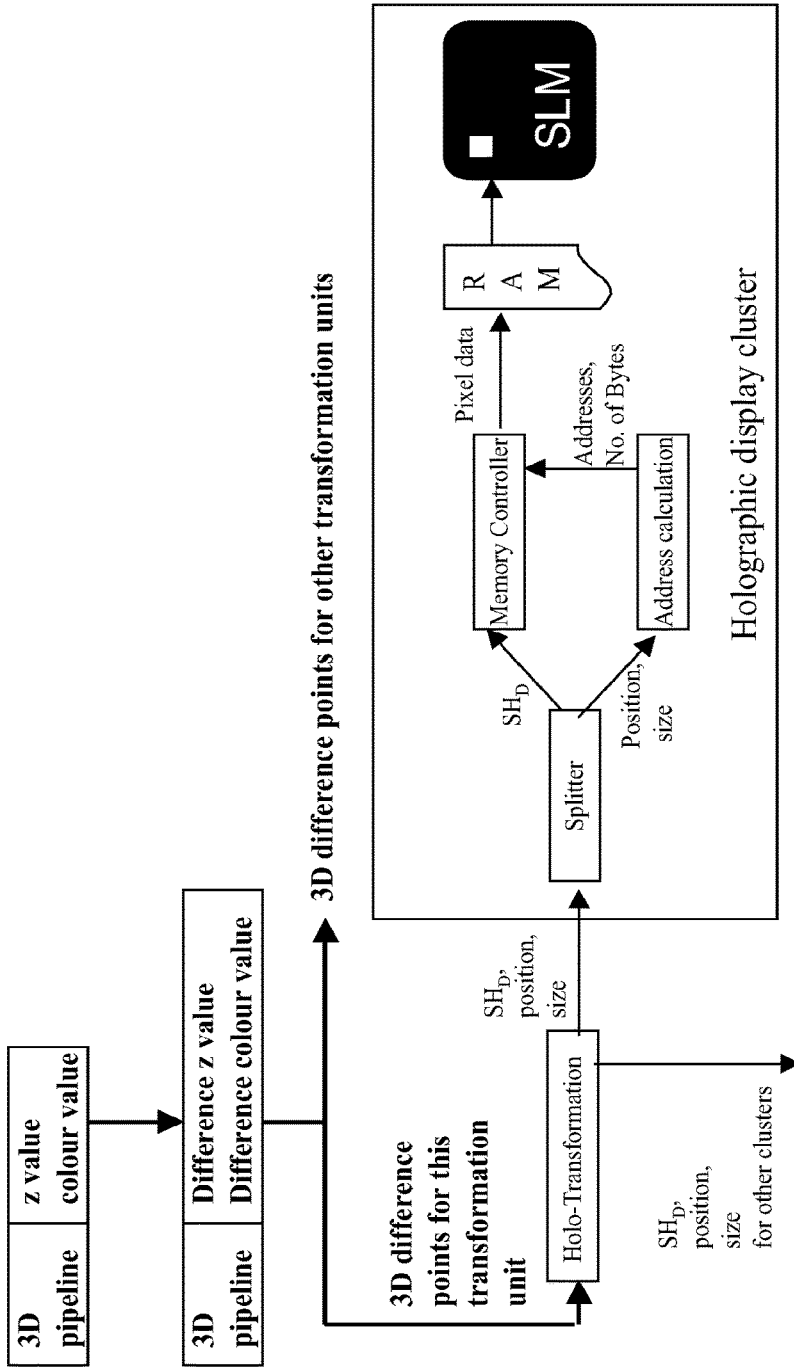 3D
pipeline
z value
colour value
3D
pipeline
Difference z value
Difference colour value
3D difference points for other transformation units
3D difference
points for this
transformation
unit
Holo-Transformation
SH_D,
position,
size
SH_D,
position,
size
for other clusters
Splitter
SH_D
Position,
size
Memory Controller
Address calculation
Addresses,
No. of Bytes
Pixel data
R
A
M
SLM
Holographic display cluster